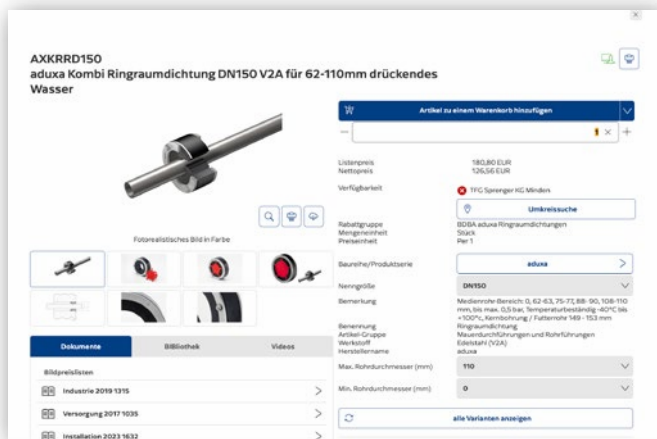 AXKRRD150
aduxa Kombi Ringraumdichtung DN150 V2A für 62-110mm drückendes
Wasser
Fotorealistisches Bild in Farbe
Dokumente BiBliothek Videos
Bildpreislisten
Industrie 2019 1315
Versorgung 2017 1035
Installation 2023 1632
Artikel zu einem Warenkorb hinzufügen
1
Listenpreis 180,80 EUR
Nettopreis 126,56 EUR
Verfügbarkeit TFG Sprenger KG Minden
Umkreissuche
Rabattgruppe BDBA aduxa Ringraumdichtungen
Mengeneinheit Stück
Preiseinheit Per 1
Baureihe/Produktserie aduxa
Nenngröße DN150
Bemerkung Medienrohr-Bereich: 0, 62-63, 75-77, 88- 90, 108-110
mm, bis max. 0,5 bar, Temperaturbeständig -40°C bis
+100°c, Kernbohrung / Futterrohr 149 - 153 mm
Benennung Ringraumdichtung
Artikel-Gruppe Mauerdurchführungen und Rohrführungen
Werkstoff Edelstahl (V2A)
Herstellername aduxa
Max. Rohrdurchmesser (mm) 110
Min. Rohrdurchmesser (mm) 0
alle Varianten anzeigen